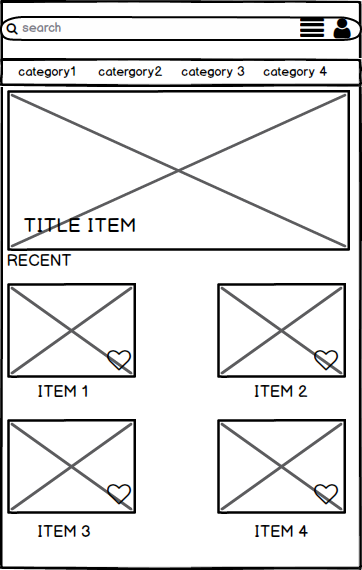 search
category1 catergory2 category 3 category 4
TITLE ITEM
RECENT
ITEM 1 ITEM 2
ITEM 3 ITEM 4